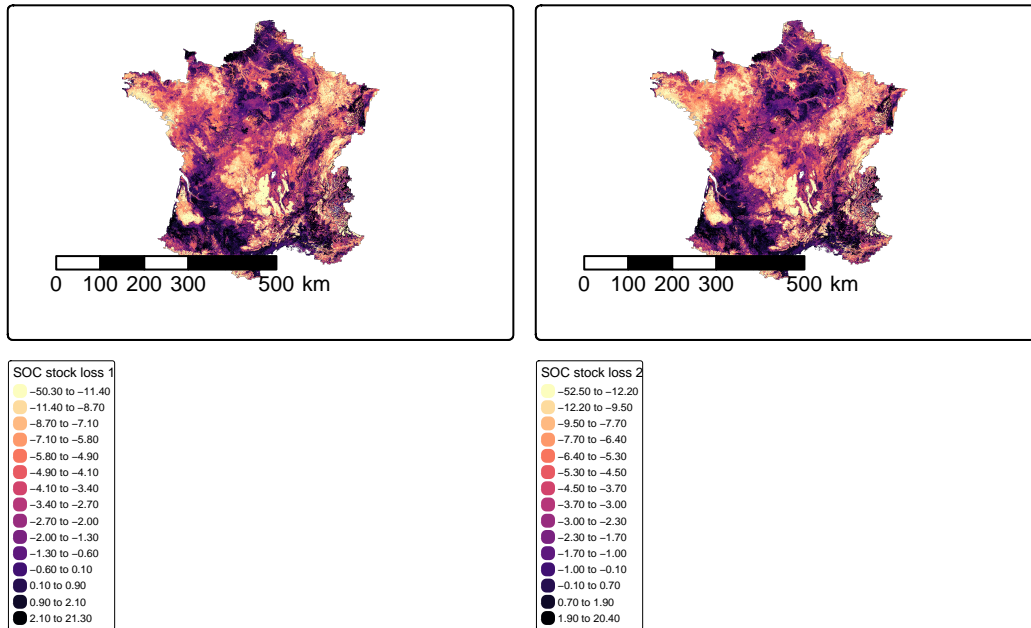 0 100 200 300 500 km
0 100 200 300 500 km
SOC stock loss 1
−50.30 to −11.40
−11.40 to −8.70
−8.70 to −7.10
−7.10 to −5.80
−5.80 to −4.90
−4.90 to −4.10
−4.10 to −3.40
−3.40 to −2.70
−2.70 to −2.00
−2.00 to −1.30
−1.30 to −0.60
−0.60 to 0.10
0.10 to 0.90
0.90 to 2.10
2.10 to 21.30
SOC stock loss 2
−52.50 to −12.20
−12.20 to −9.50
−9.50 to −7.70
−7.70 to −6.40
−6.40 to −5.30
−5.30 to −4.50
−4.50 to −3.70
−3.70 to −3.00
−3.00 to −2.30
−2.30 to −1.70
−1.70 to −1.00
−1.00 to −0.10
−0.10 to 0.70
0.70 to 1.90
1.90 to 20.40